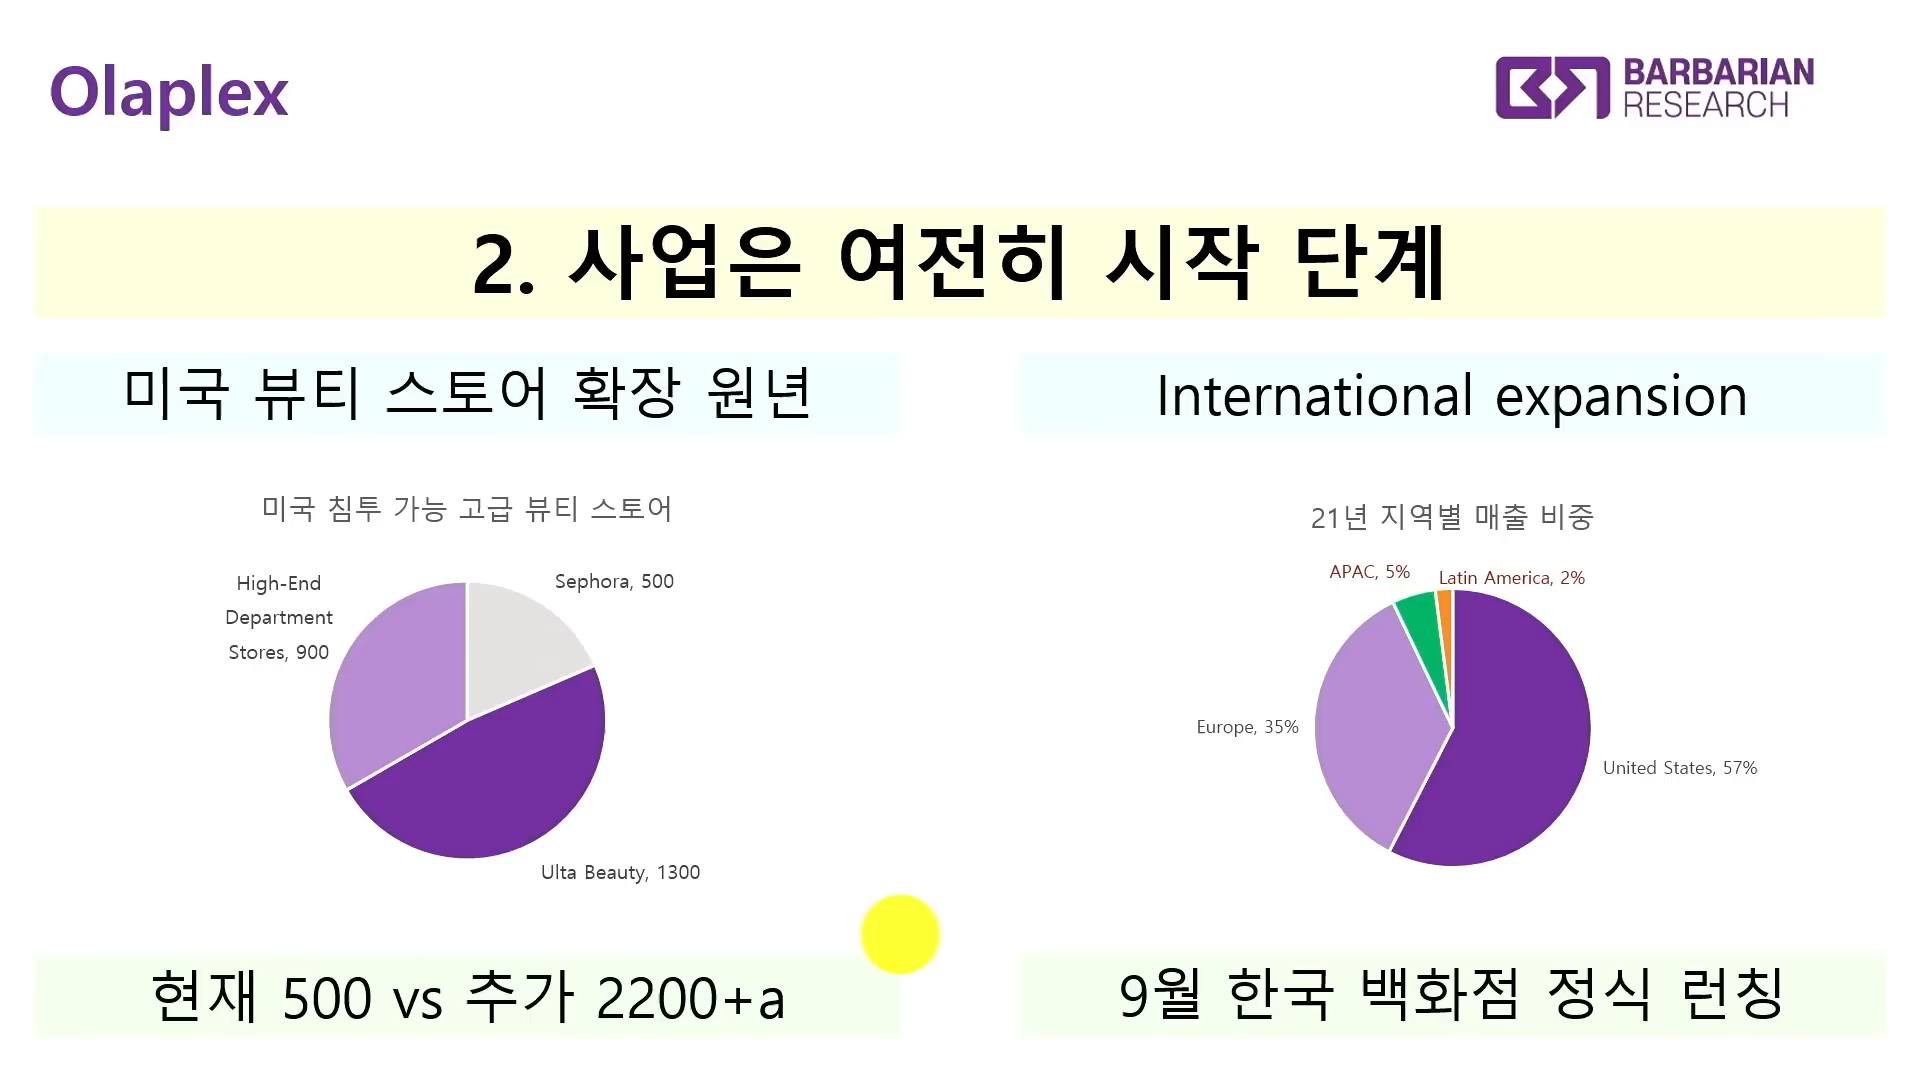 Olaplex
BARBARIAN
RESEARCH
2. 사업은 여전히 시작 단계
미국 뷰티 스토어 확장 원년
미국 침투 가능 고급 뷰티 스토어
High-End
Department
Stores, 900
Sephora, 500
Ulta Beauty, 1300
현재 500 vs 추가 2200+a
International expansion
21년 지역별 매출 비중
APAC, 5%
Latin America, 2%
Europe, 35%
United States, 57%
9월 한국 백화점 정식 런칭